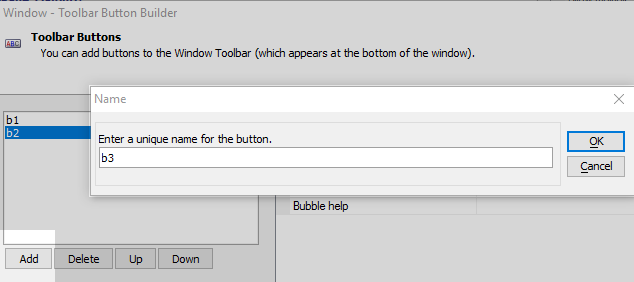 Window - Toolbar Button Builder
ABC
Toolbar Buttons
You can add buttons to the Window Toolbar (which appears at the bottom of the window).
Name
b1
b2
Enter a unique name for the button.
b3
OK
Cancel
Bubble help
Add
Delete
Up
Down